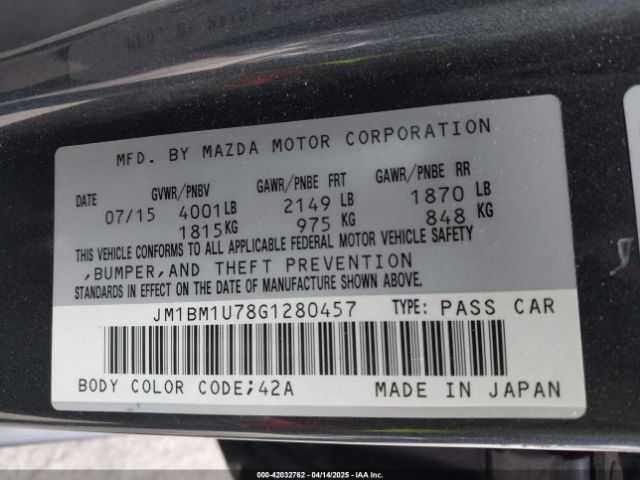 MFD. BY MAZDA MOTOR CORPORATION
DATE GVWR/PNBV GAWR/PNBE FRT GAWR/PNBE RR
07/15 4001 LB 2149 LB 1870 LB
1815 KG 975 KG 848 KG
THIS VEHICLE CONFORMS TO ALL APPLICABLE FEDERAL MOTOR VEHICLE SAFETY
,BUMPER,AND THEFT PREVENTION
STANDARDS IN EFFECT ON THE DATE OF MANUFACTURE SHOWN ABOVE.
JM1BM1U78G1280457 TYPE: PASS CAR
BODY COLOR CODE;42A MADE IN JAPAN
000-42032762 - 04/14/2025 - IAA Inc.